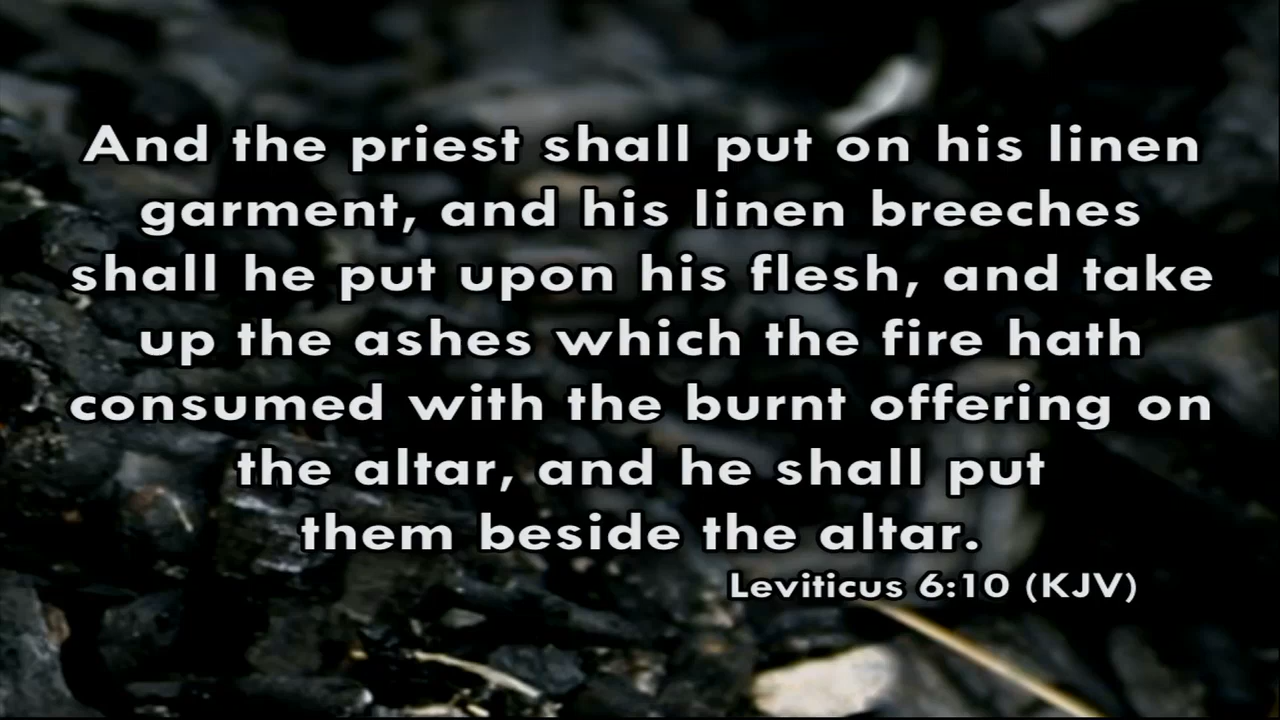 And the priest shall put on his linen
garment, and his linen breeches
shall he put upon his flesh, and take
up the ashes which the fire hath
consumed with the burnt offering on
the altar, and he shall put
them beside the altar.
Leviticus 6:10 (KJV)